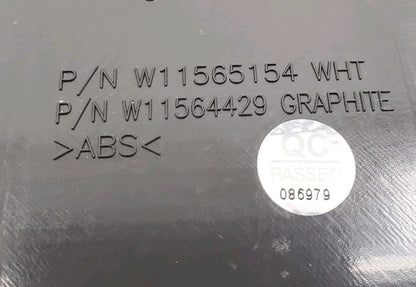 P/N W11565154 WHT
P/N W11564429 GRAPHITE
>ABS<
QC
PASSED
086979